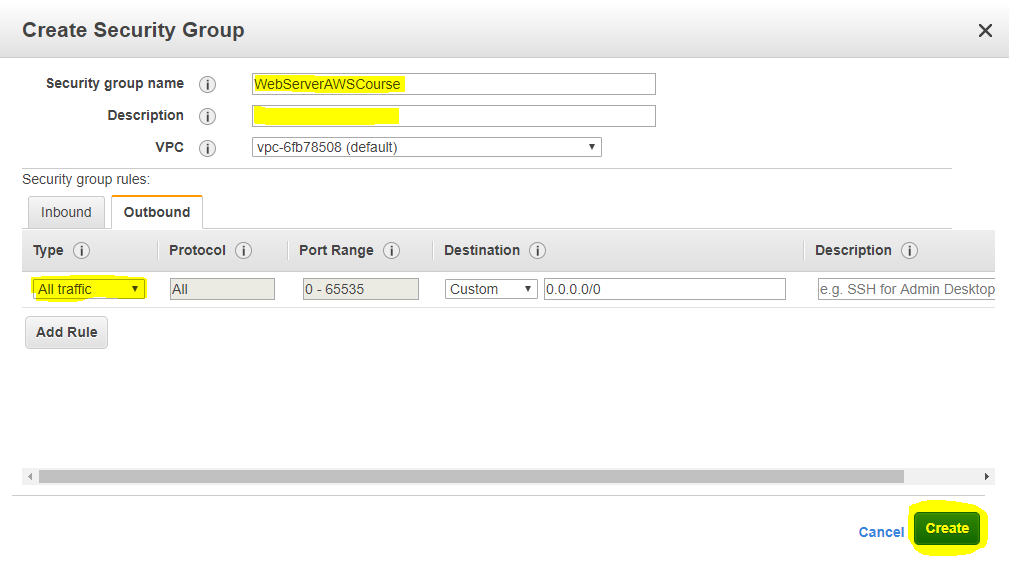 Create Security Group
Security group name i WebServerAWSCourse
Description i
VPC i vpc-6fb78508 (default)
Security group rules:
Inbound Outbound
Type i Protocol i Port Range i Destination i Description i
All traffic All 0 - 65535 Custom 0.0.0.0/0 e.g. SSH for Admin Desktop
Add Rule
Cancel Create